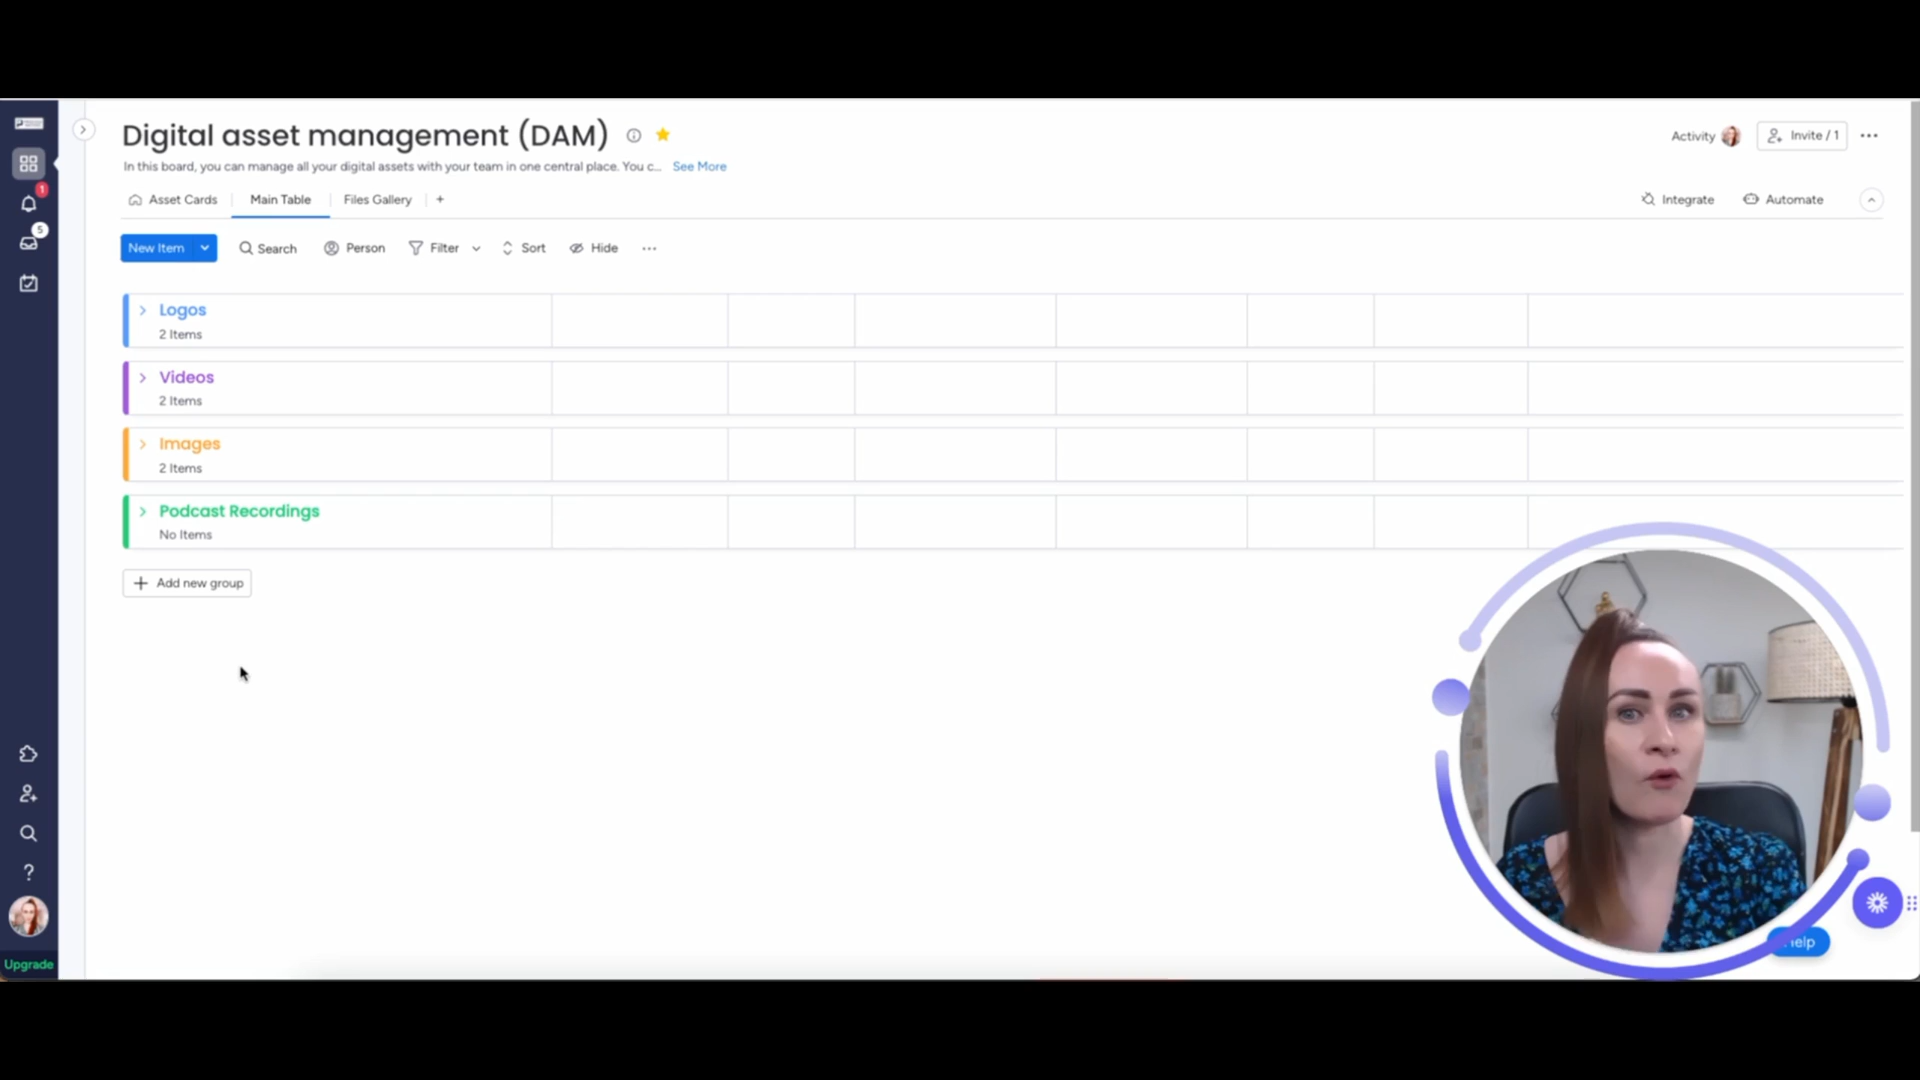 Digital asset management (DAM)
Activity
Invite / 1
In this board, you can manage all your digital assets with your team in one central place. You c... See More
Asset Cards
Main Table
Files Gallery
+
Integrate
Automate
1
5
New Item
Search
Person
Filter
Sort
Hide
Logos
2 Items
Videos
2 Items
Images
2 Items
Podcast Recordings
No Items
+ Add new group
?
Upgrade